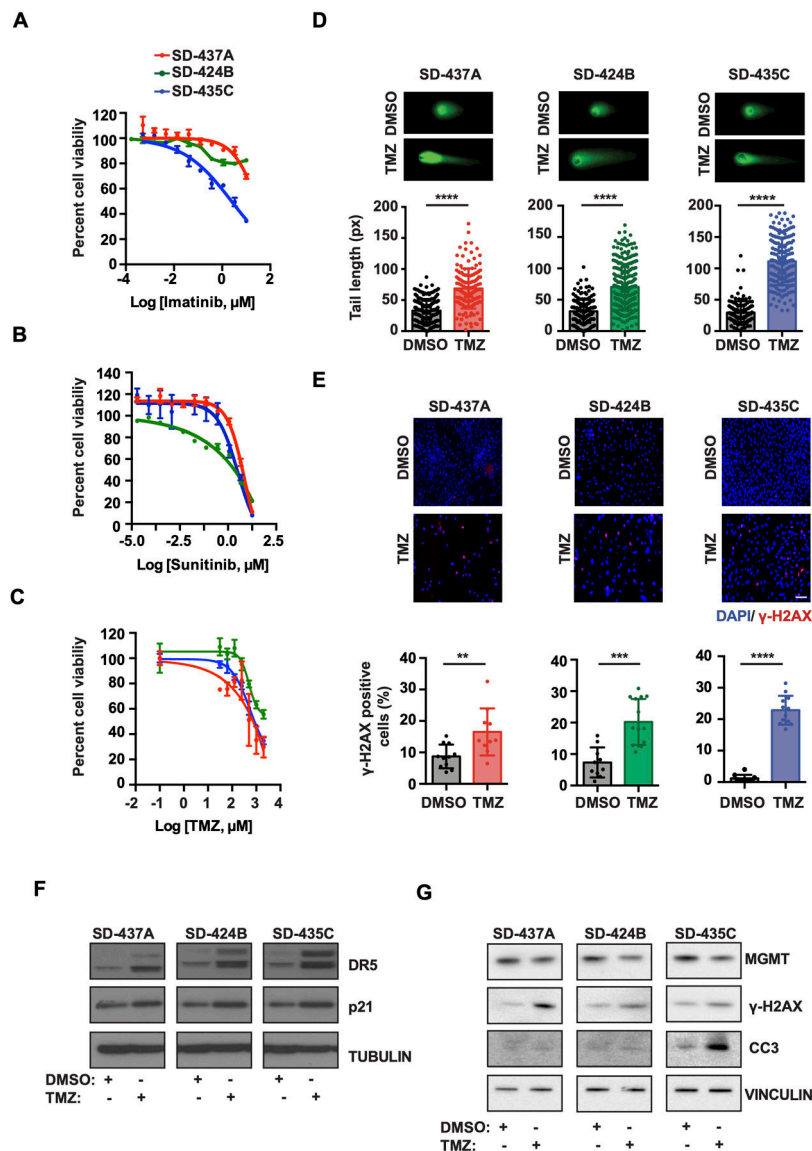 A
SD-437A
SD-424B
SD-435C
Percent cell viabiliy
120
100
80
60
40
20
0
-4 -2 0 2
Log [Imatinib, µM]
B
Percent cell viability
140
120
100
80
60
40
20
0
-5.0 -2.5 0.0 2.5
Log [Sunitinib, µM]
C
Percent cell viability
120
100
80
60
40
20
0
-2 -1 0 1 2 3 4
Log [TMZ, µM]
D
SD-437A SD-424B SD-435C
DMSO DMSO DMSO
TMZ TMZ TMZ
Tail length (px)
**** **** ****
200 200 200
150 150 150
100 100 100
50 50 50
0 0 0
DMSO TMZ DMSO TMZ DMSO TMZ
E
SD-437A SD-424B SD-435C
DMSO DMSO DMSO
TMZ TMZ TMZ
DAPI/ γ-H2AX
γ-H2AX positive
cells (%)
** *** ****
40 40 40
30 30 30
20 20 20
10 10 10
0 0 0
DMSO TMZ DMSO TMZ DMSO TMZ
F
SD-437A SD-424B SD-435C
DR5
p21
TUBULIN
DMSO: + - + - + -
TMZ: - + - + - +
G
SD-437A SD-424B SD-435C
MGMT
γ-H2AX
CC3
VINCULIN
DMSO: + - + - + -
TMZ: - + - + - +